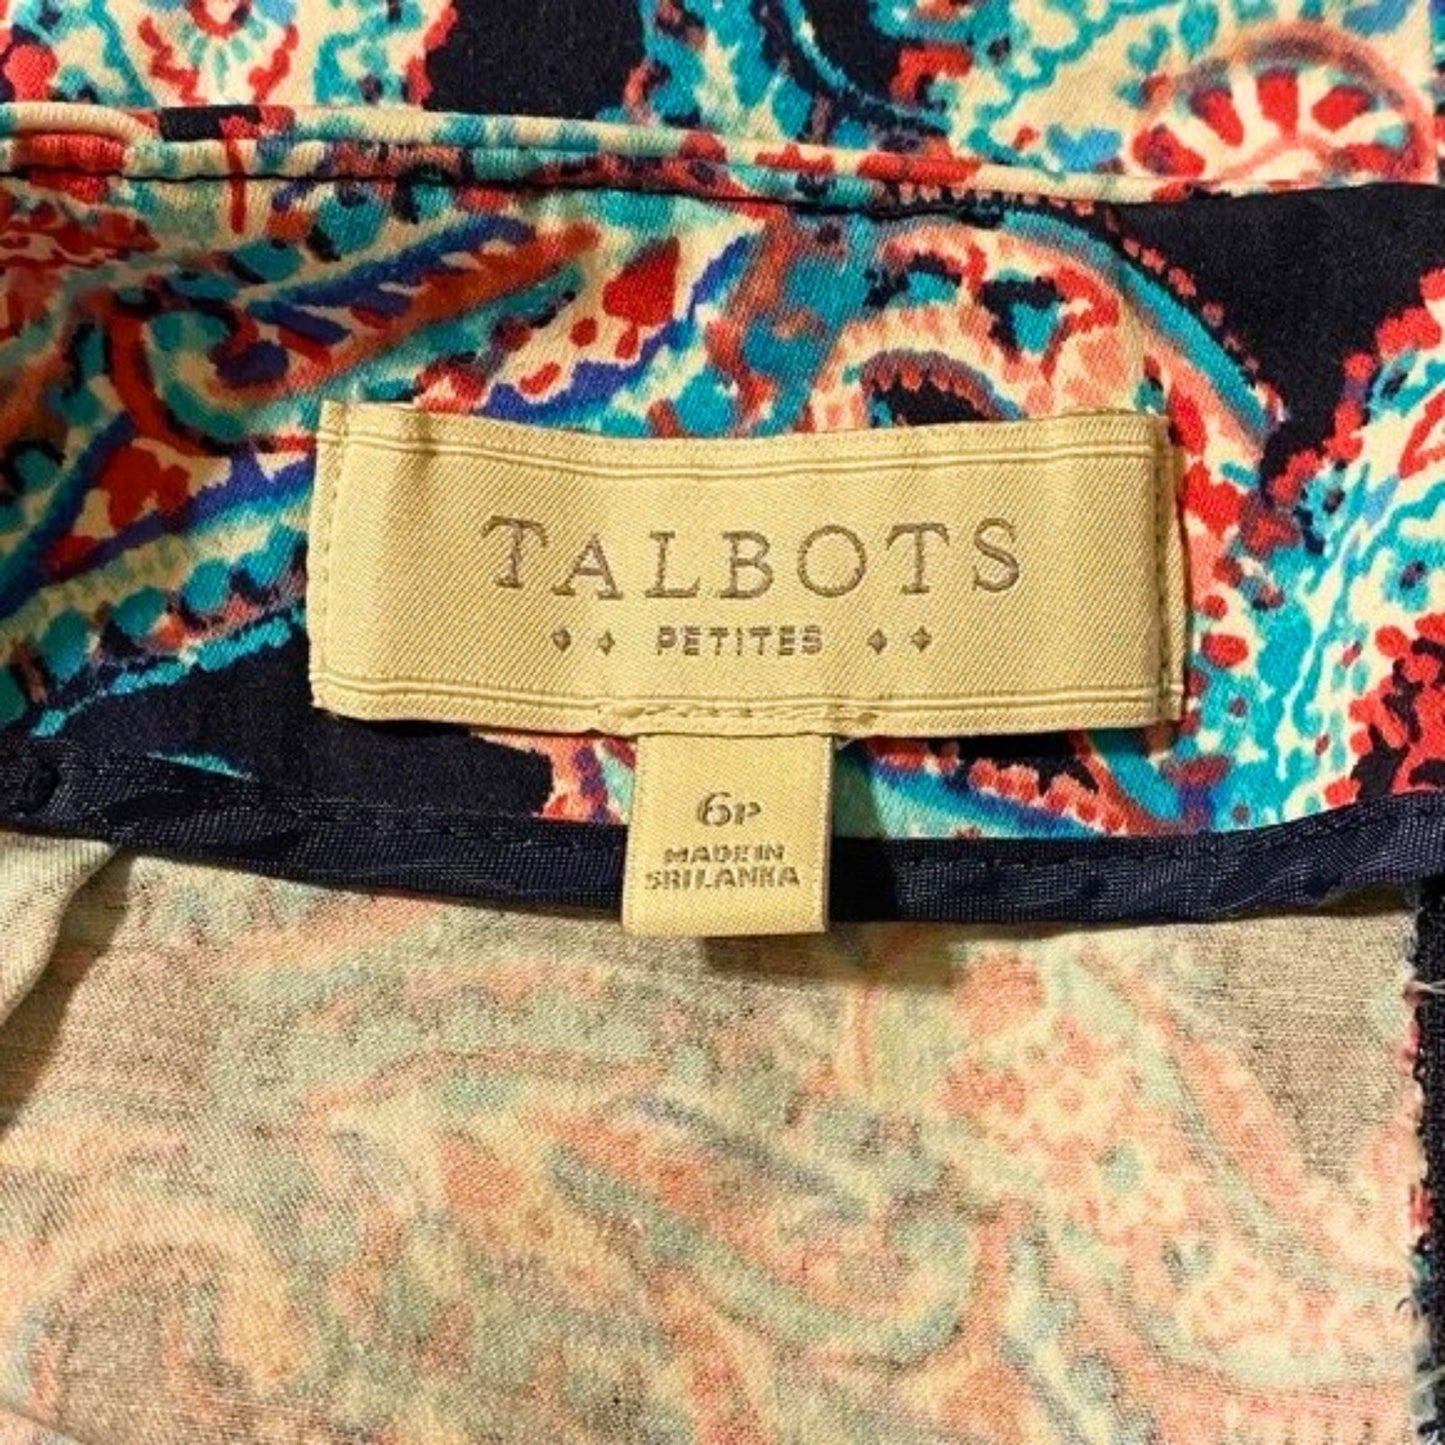 TALBOTS
PETITES
6P
MADE IN
SRI LANKA